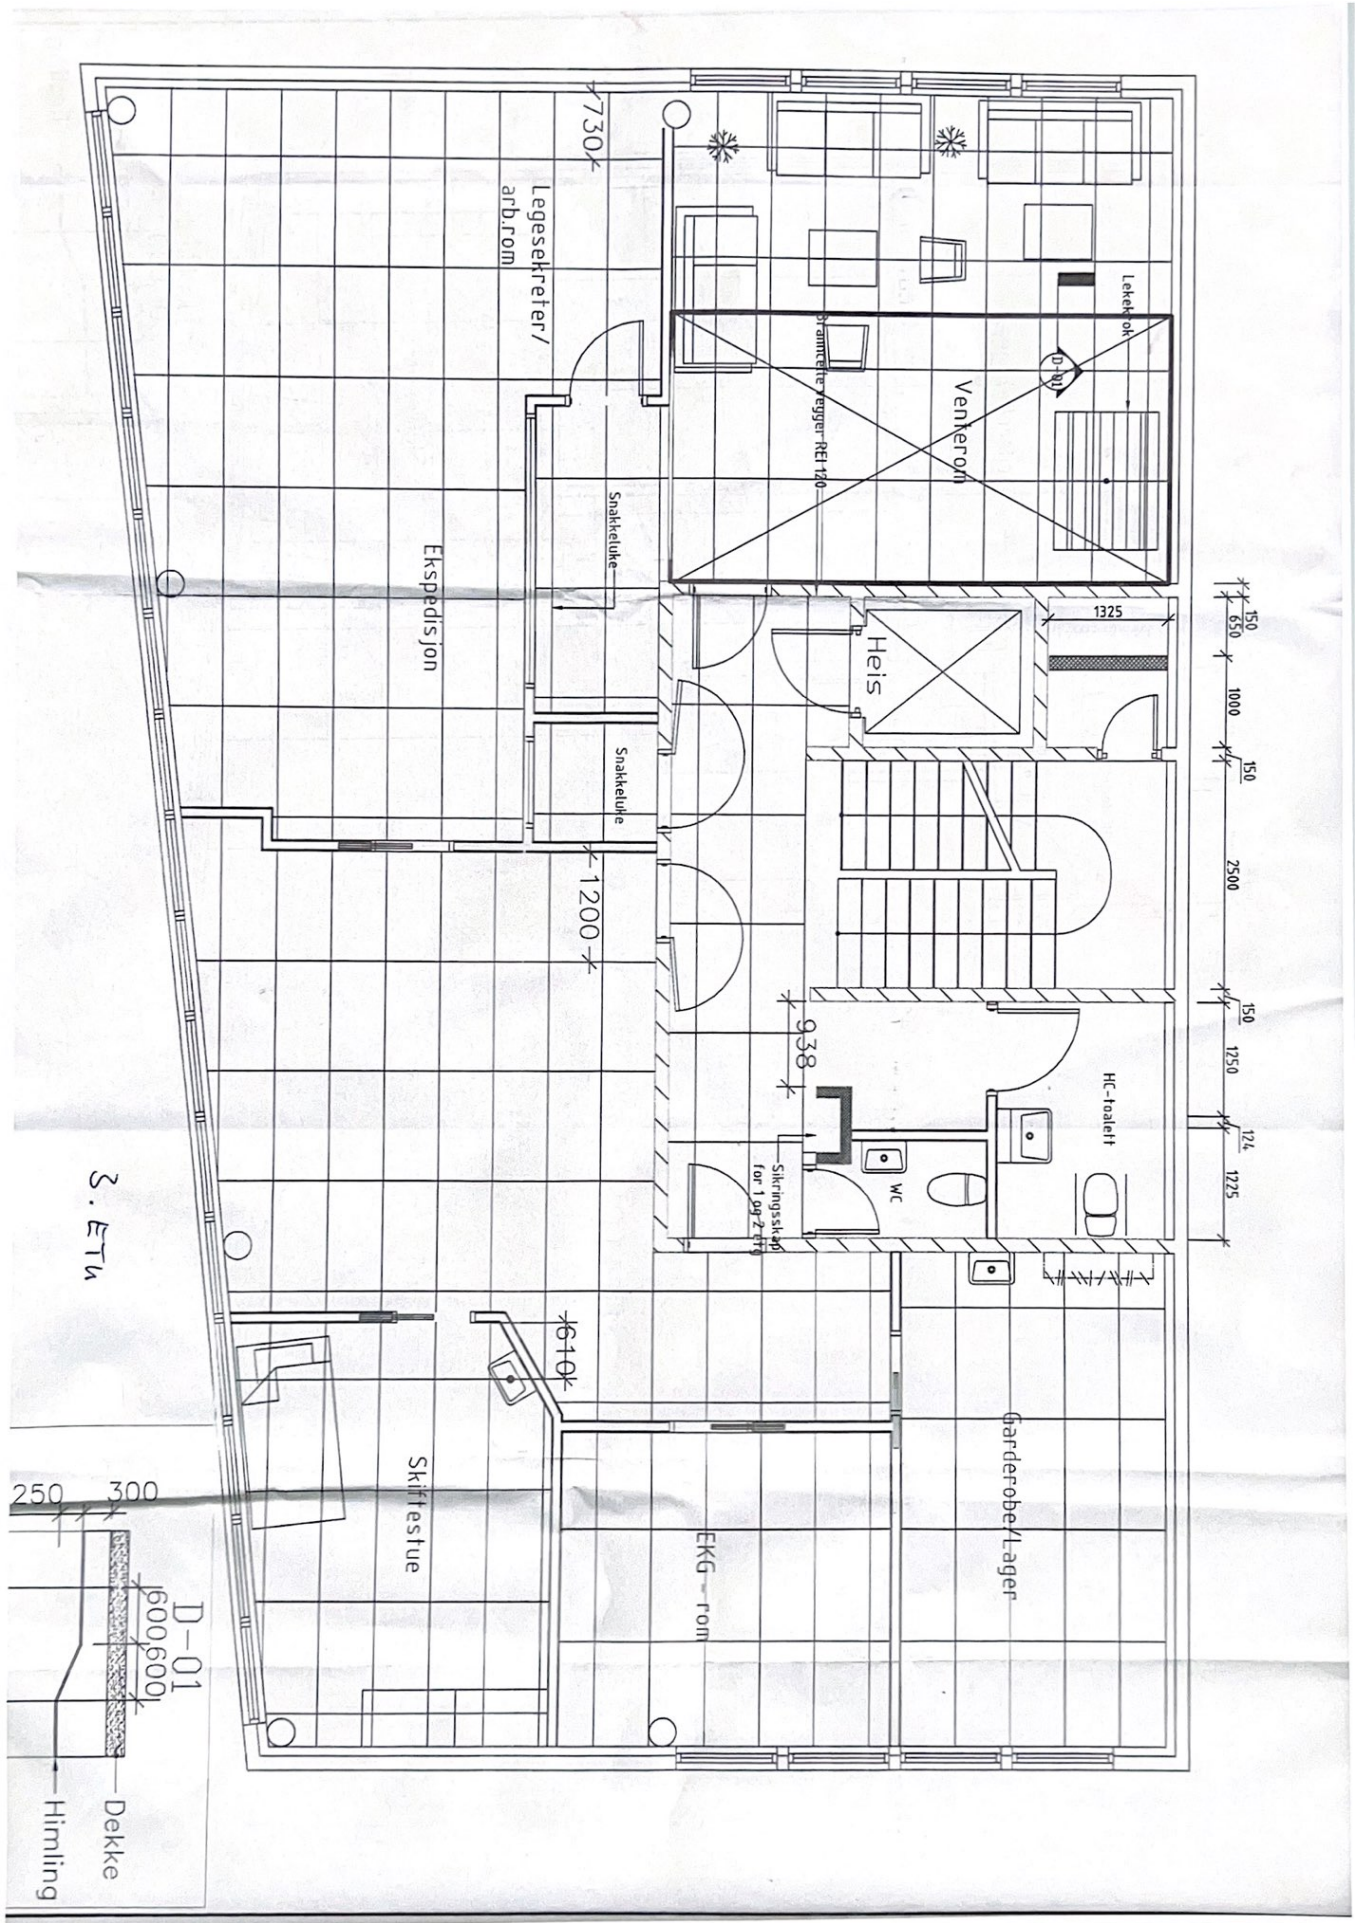 730
Legesekreter/
arb.rom
Lekekrok
D-01
Venterom
Branncelle vegger REI 120
Snakkeluke
Ekspedisjon
Heis
1325
150
650
1000
150
2500
150
1250
124
1225
Snakkeluke
1200
938
HC-toalett
WC
Sikringsskap
for 1 og 2 etg
3. ETG
610
Garderobe/Lager
EKG - rom
Skiftestue
D-01
600
600
300
250
Dekke
Himling